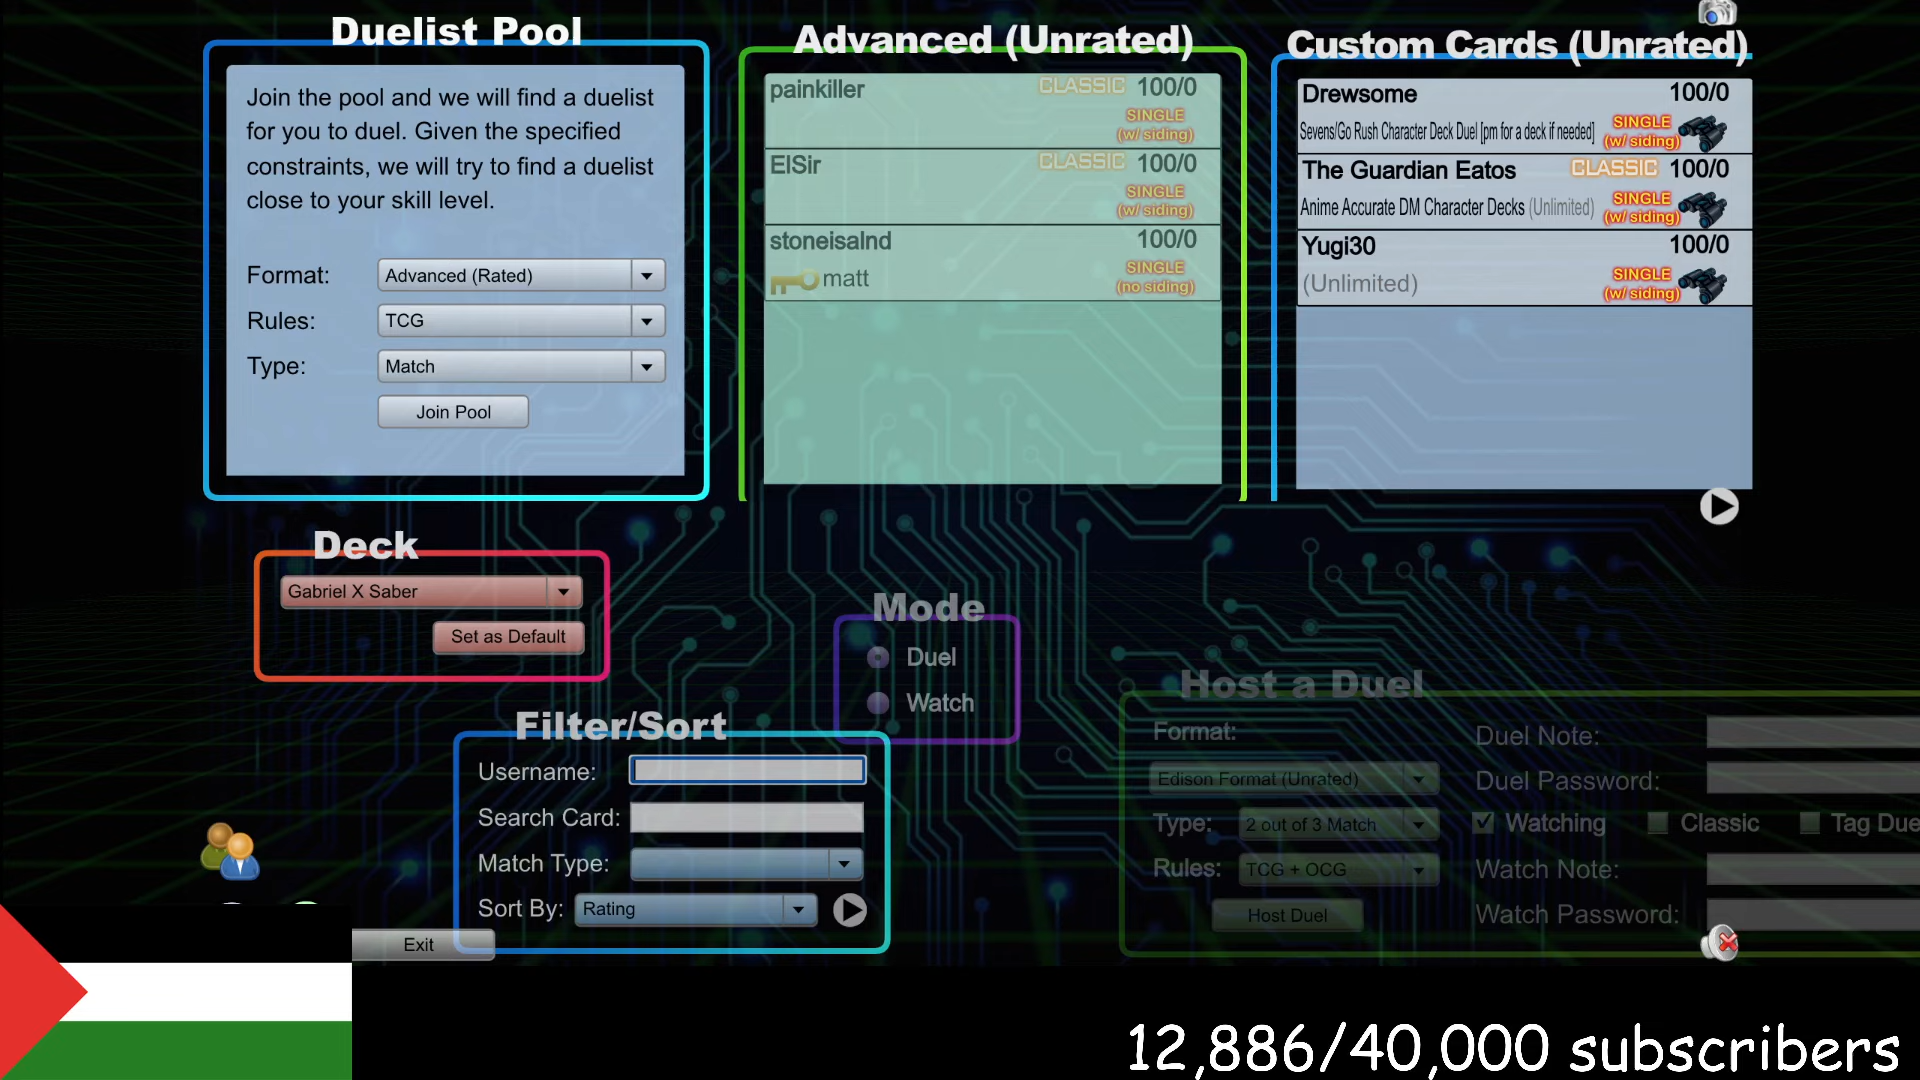 Duelist Pool
Join the pool and we will find a duelist
for you to duel. Given the specified
constraints, we will try to find a duelist
close to your skill level.
Format: Advanced (Rated)
Rules: TCG
Type: Match
Join Pool
Advanced (Unrated)
painkiller CLASSIC 100/0
SINGLE
(w/ siding)
ElSir CLASSIC 100/0
SINGLE
(w/ siding)
stoneisalnd 100/0
matt SINGLE
(no siding)
Custom Cards (Unrated)
Drewsome 100/0
Sevens/Go Rush Character Deck Duel [pm for a deck if needed] SINGLE
(w/ siding)
The Guardian Eatos CLASSIC 100/0
Anime Accurate DM Character Decks (Unlimited) SINGLE
(w/ siding)
Yugi30 100/0
(Unlimited) SINGLE
(w/ siding)
Deck
Gabriel X Saber
Set as Default
Mode
Duel
Watch
Filter/Sort
Username:
Search Card:
Match Type:
Sort By: Rating
Exit
Host a Duel
Format:
Edison Format (Unrated)
Type: 2 out of 3 Match
Rules: TCG + OCG
Host Duel
Duel Note:
Duel Password:
Watching Classic Tag Due
Watch Note:
Watch Password:
12,886/40,000 subscribers